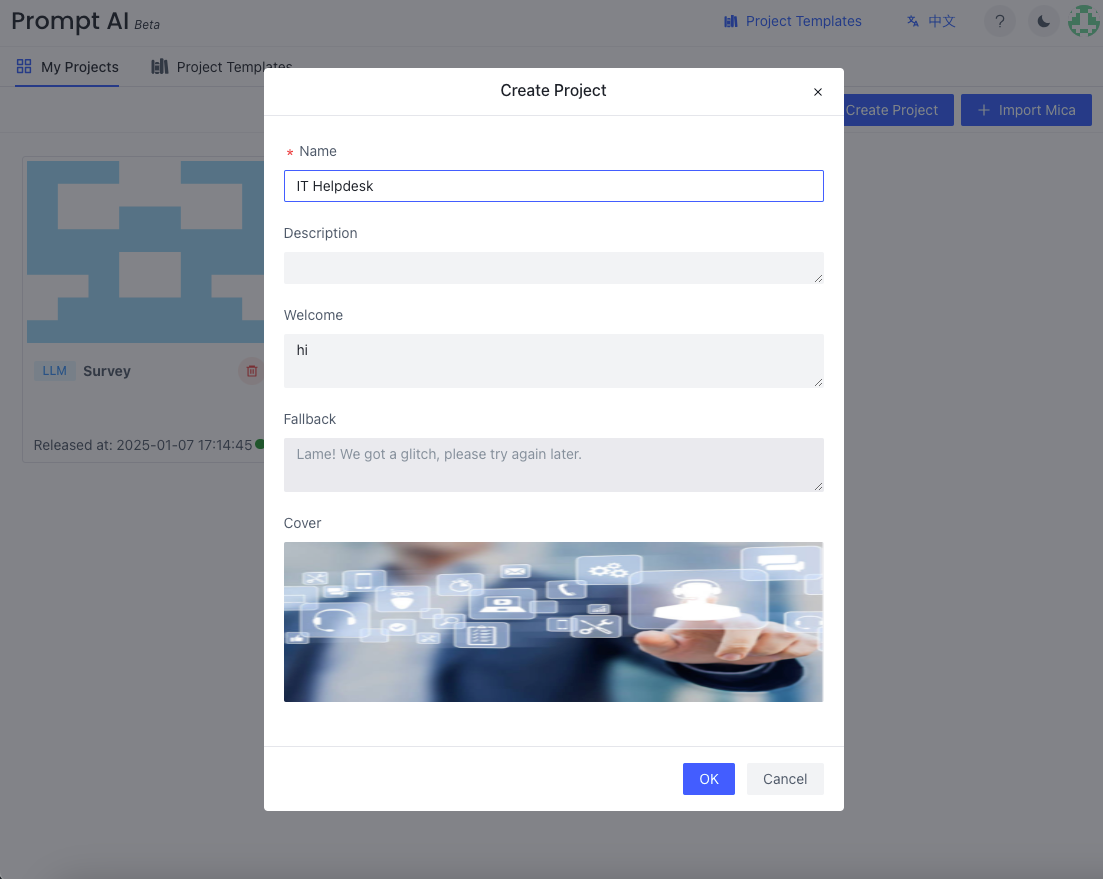 Prompt AI Beta
Project Templates
中文
?
My Projects
Project Templates
Create Project
Import Mica
Create Project
* Name
IT Helpdesk
Description
Welcome
hi
Fallback
Lame! We got a glitch, please try again later.
Cover
OK
Cancel
LLM
Survey
Released at: 2025-01-07 17:14:45